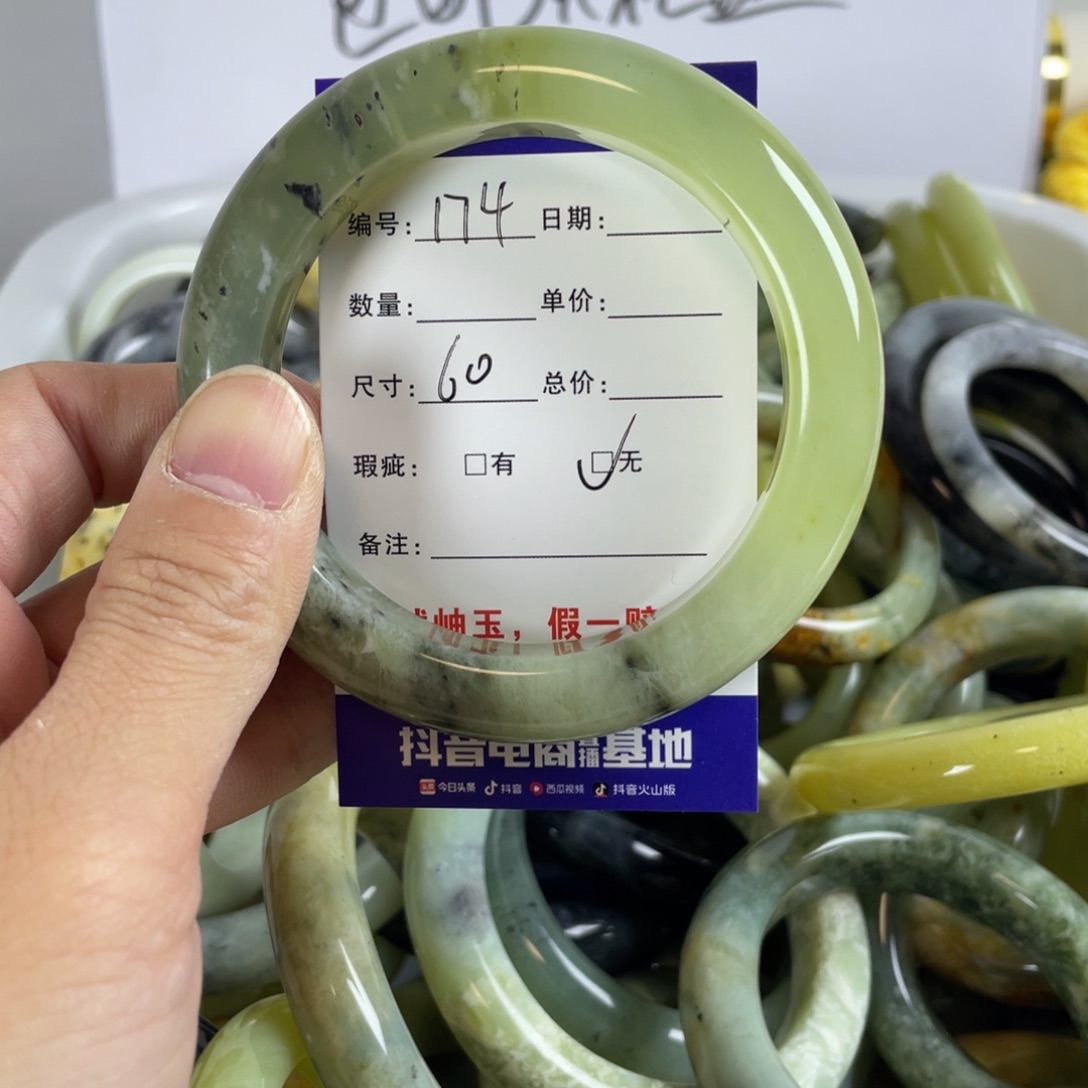 编号: 174 日期:
数量: 单价:
尺寸: 60 总价:
瑕疵: □有 ☑无
备注:
岫玉, 假一赔
抖音电商直播基地
头条 今日头条 抖音 西瓜视频 抖音火山版